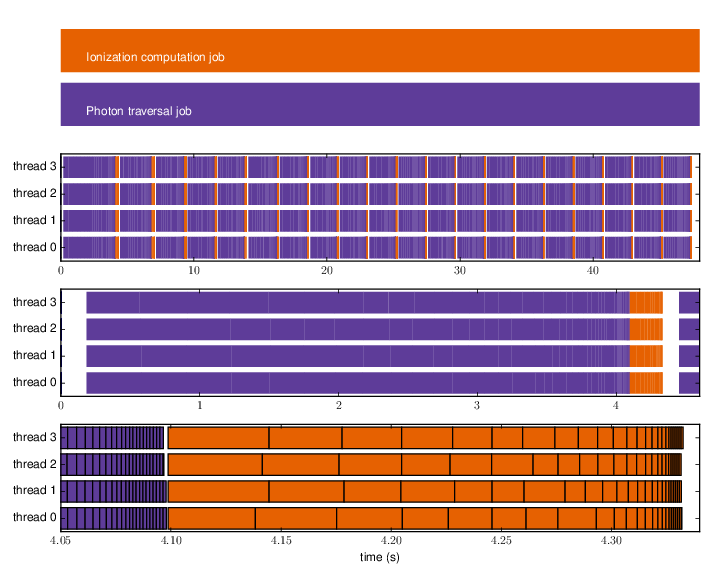 Ionization computation job
Photon traversal job
thread 3
thread 2
thread 1
thread 0
0 10 20 30 40
thread 3
thread 2
thread 1
thread 0
0 1 2 3 4
thread 3
thread 2
thread 1
thread 0
4.05 4.10 4.15 4.20 4.25 4.30
time (s)